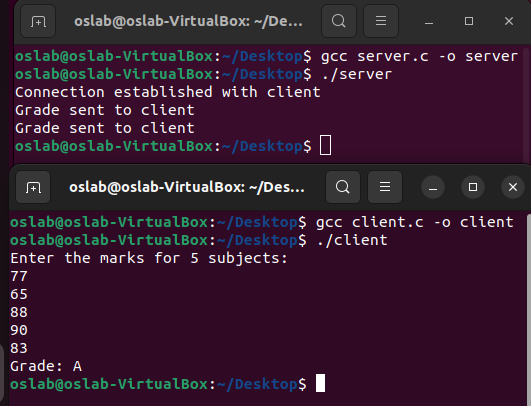 oslab@oslab-VirtualBox: ~/De...
oslab@oslab-VirtualBox:~/Desktop$ gcc server.c -o server
oslab@oslab-VirtualBox:~/Desktop$ ./server
Connection established with client
Grade sent to client
Grade sent to client
oslab@oslab-VirtualBox:~/Desktop$
oslab@oslab-VirtualBox: ~/Des...
oslab@oslab-VirtualBox:~/Desktop$ gcc client.c -o client
oslab@oslab-VirtualBox:~/Desktop$ ./client
Enter the marks for 5 subjects:
77
65
88
90
83
Grade: A
oslab@oslab-VirtualBox:~/Desktop$